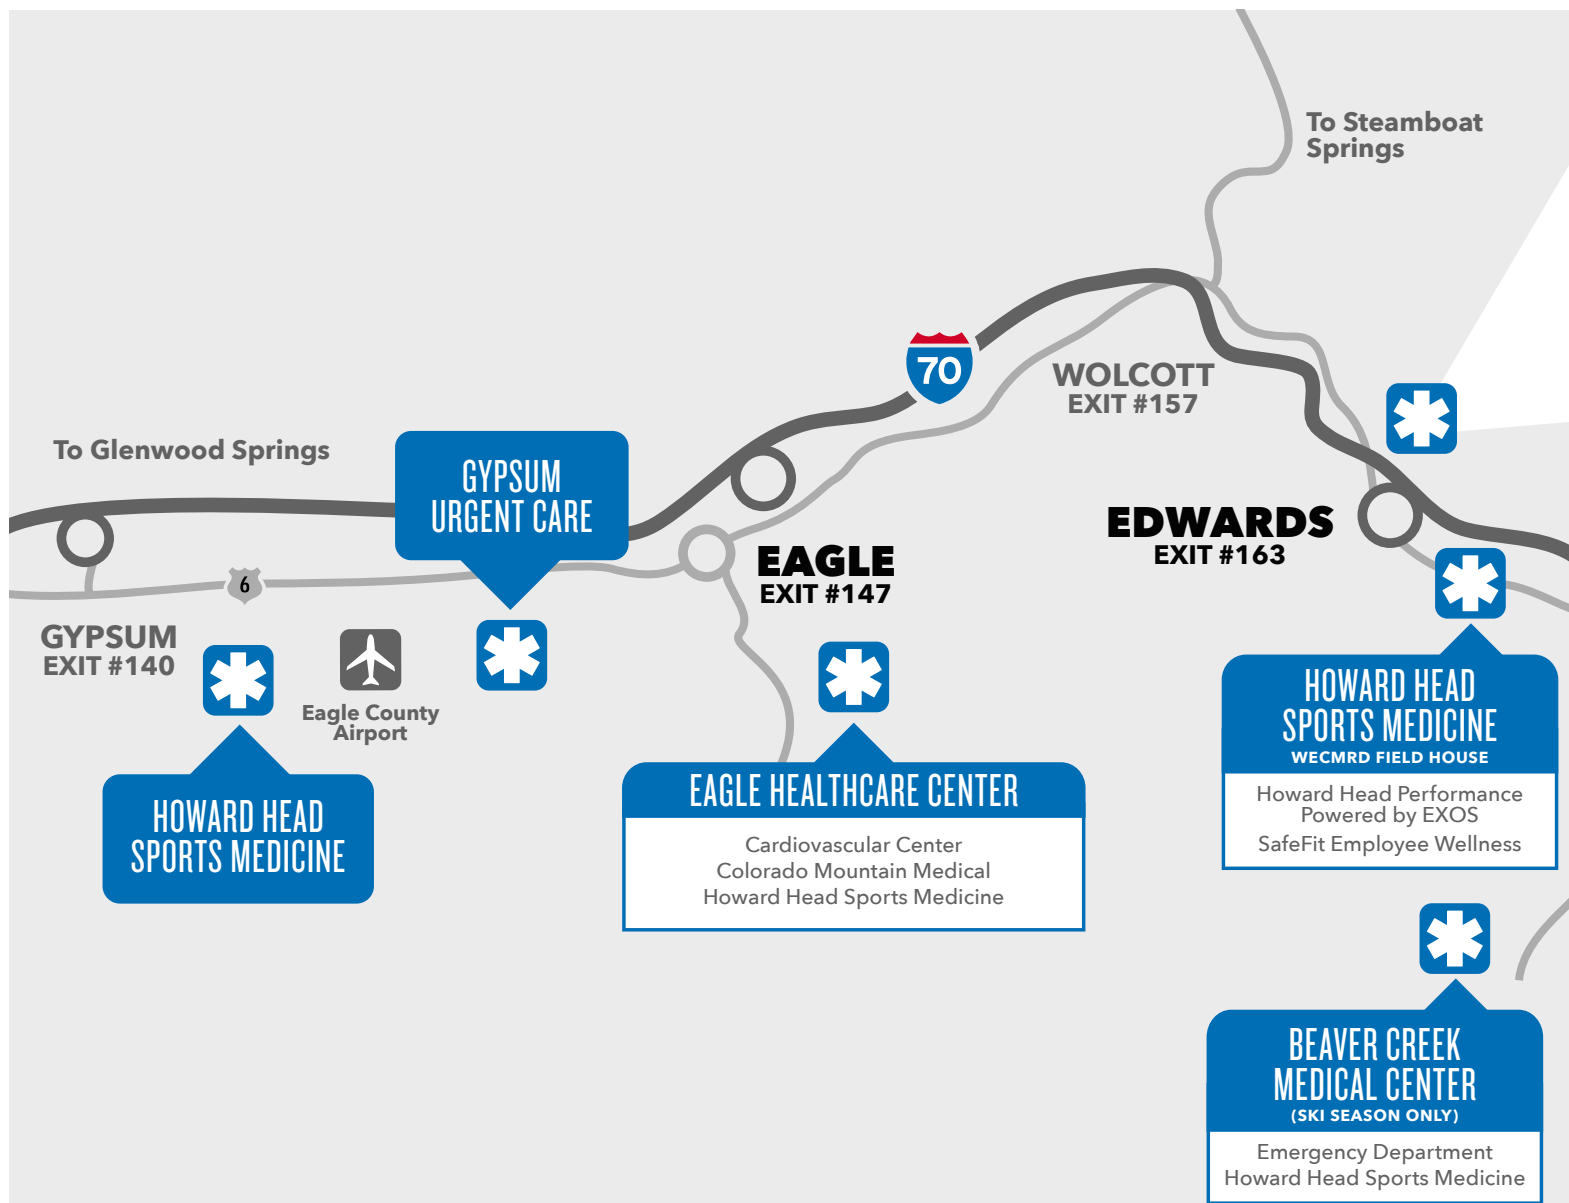 To Steamboat
Springs
70
WOLCOTT
EXIT #157
To Glenwood Springs
GYPSUM
URGENT CARE
EDWARDS
EXIT #163
EAGLE
EXIT #147
6
GYPSUM
EXIT #140
Eagle County
Airport
HOWARD HEAD
SPORTS MEDICINE
EAGLE HEALTHCARE CENTER
Cardiovascular Center
Colorado Mountain Medical
Howard Head Sports Medicine
HOWARD HEAD
SPORTS MEDICINE
WECMRD FIELD HOUSE
Howard Head Performance
Powered by EXOS
SafeFit Employee Wellness
BEAVER CREEK
MEDICAL CENTER
(SKI SEASON ONLY)
Emergency Department
Howard Head Sports Medicine